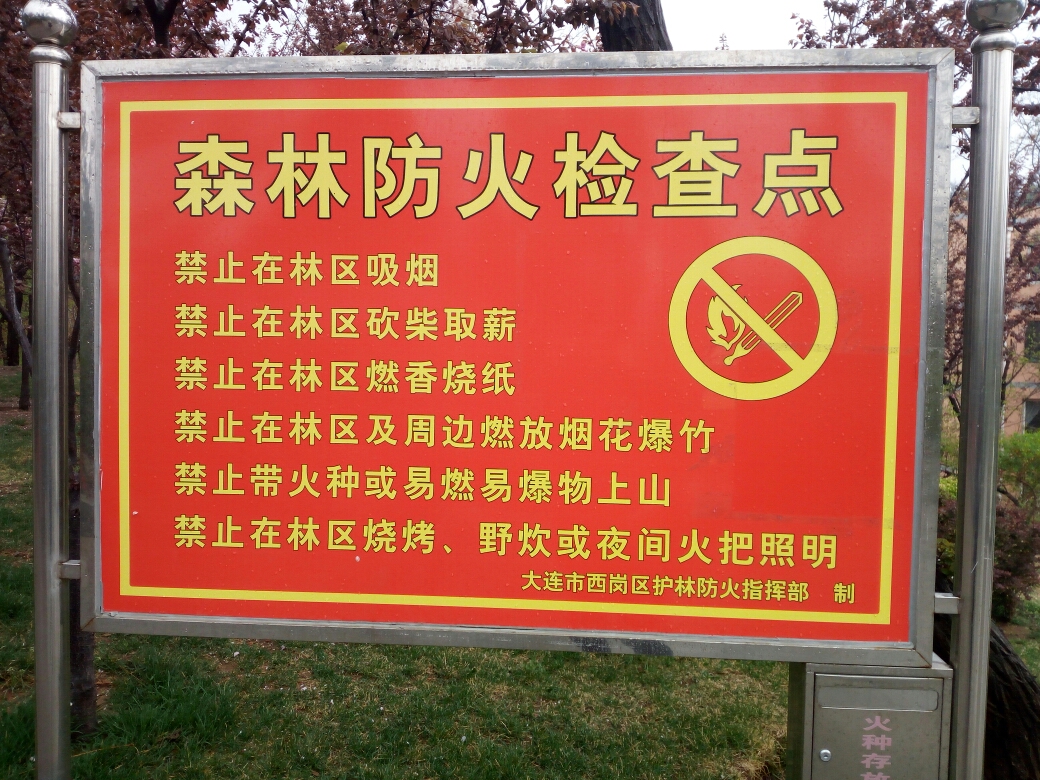 森林防火检查点
禁止在林区吸烟
禁止在林区砍柴取薪
禁止在林区燃香烧纸
禁止在林区及周边燃放烟花爆竹
禁止带火种或易燃易爆物上山
禁止在林区烧烤、野炊或夜间火把照明
大连市西岗区护林防火指挥部 制
火种存